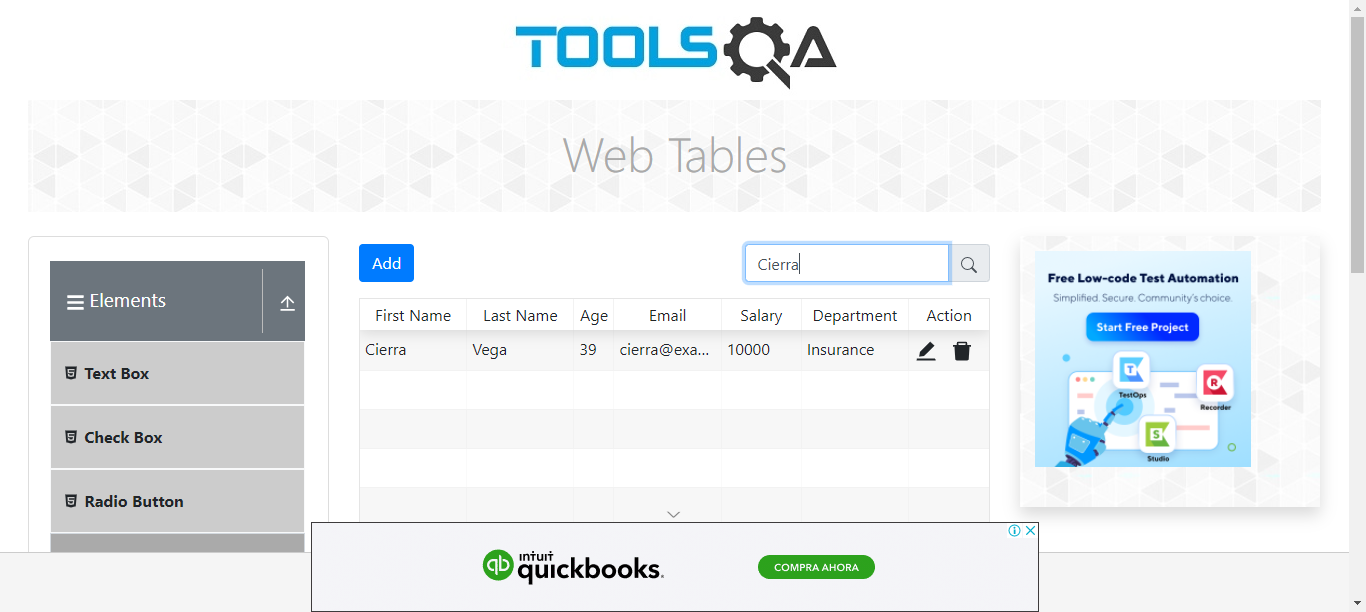 TOOLSQA
Web Tables
Elements
Text Box
Check Box
Radio Button
Add
Cierra
First Name Last Name Age Email Salary Department Action
Cierra Vega 39 cierra@exa... 10000 Insurance
Free Low-code Test Automation
Simplified. Secure. Community's choice.
Start Free Project
T
TestOps
R
Recorder
S
Studio
qb intuit
quickbooks.
COMPRA AHORA